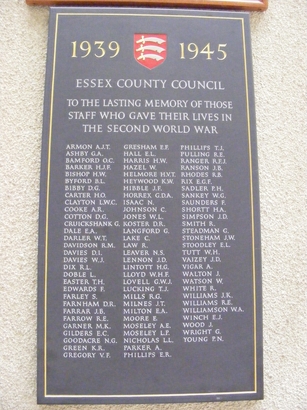 1939 1945
ESSEX COUNTY COUNCIL
TO THE LASTING MEMORY OF THOSE
STAFF WHO GAVE THEIR LIVES IN
THE SECOND WORLD WAR
ARMON A.J.T.
ASHBY G.A.
BAMFORD O.C.
BARKER H.J.F.
BISHOP H.W.
BYFORD B.L.
BIBBY D.G.
CARTER H.O.
CLAYTON L.W.C.
COOKE A.R.
COTTON D.G.
CRUICKSHANK G.
DALE E.A.
DARLER W.T.
DAVIDSON R.M.
DAVIES D.I.
DAVIES W.J.
DIX R.L.
DOBLE L.
EASTER T.H.
EDWARDS F.
FARLEY S.
FARNHAM D.R.
FARRAR J.B.
FARROW R.E.
GARNER M.K.
GILDERS E.C.
GOODACRE N.G.
GREEN K.R.
GREGORY V.F.
GRESHAM E.F.
HALL E.L.
HARRIS H.W.
HAZEL W.
HELMORE H.V.T.
HEYWOOD K.W.
HIBBLE J.F.
HORREX G.D.A.
ISAAC N.
JOHNSON C.
JONES W.L.
KOSTER D.R.
LANGFORD G.
LAKE C.
LAW R.
LEAVER N.S.
LENNON J.D.
LINTOTT H.G.
LLOYD W.H.F.
LOVELL G.W.J.
LUCKING T.J.
MILLS R.G.
MILNES J.T.
MILTON E.A.
MOORE E.
MOSELEY A.E.
MOSELEY L.F.
NICHOLLS L.L.
PARKER A.
PHILLIPS E.R.
PHILLIPS T.J.
PULLING R.E.
RANGER R.F.J.
RANSON J.B.
RHODES R.B.
RIX E.G.F.
SADLER F.H.
SANKEY W.G.
SAUNDERS F.
SHORTT H.A.
SIMPSON J.D.
SMITH R.
STEADMAN G.
STONEHAM J.W.
STOODLEY E.L.
TUTT W.H.
VAIZEY J.D.
VIGAR A.
WALTON J.
WATSON W.
WHITE R.
WILLIAMS J.K.
WILLIAMS R.E.
WILLIAMSON W.A.
WINCH E.J.
WOOD J.
WRIGHT G.
YOUNG F.N.